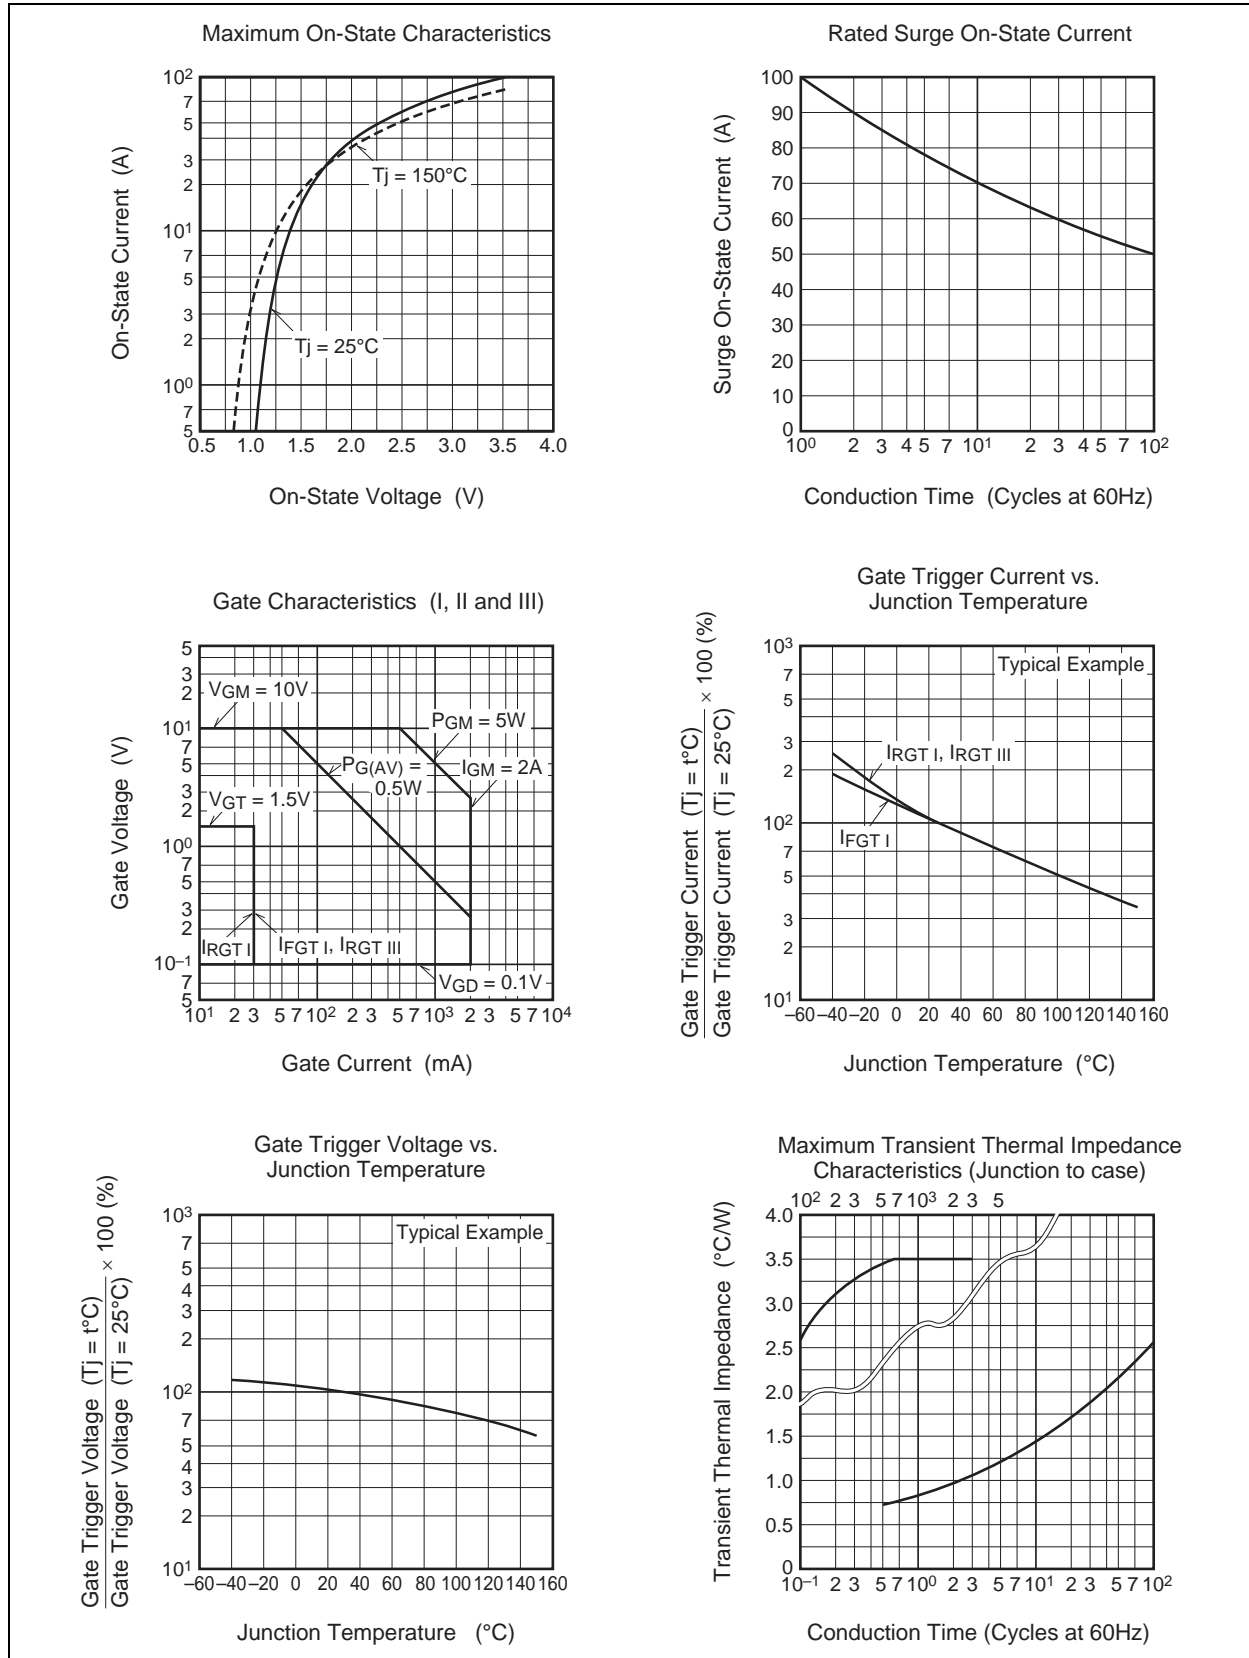 Maximum On-State Characteristics
On-State Current (A)
10² 7 5 3 2 10¹ 7 5 3 2 10⁰ 7 5
Tj = 150°C
Tj = 25°C
0.5 1.0 1.5 2.0 2.5 3.0 3.5 4.0
On-State Voltage (V)
Rated Surge On-State Current
Surge On-State Current (A)
100 90 80 70 60 50 40 30 20 10 0
10⁰ 2 3 4 5 7 10¹ 2 3 4 5 7 10²
Conduction Time (Cycles at 60Hz)
Gate Characteristics (I, II and III)
Gate Voltage (V)
5 3 2 10¹ 7 5 3 2 10⁰ 7 5 3 2 10⁻¹ 7 5
VGM = 10V
PGM = 5W
PG(AV) = 0.5W
IGM = 2A
VGT = 1.5V
IRGT I
IFGT I, IRGT III
VGD = 0.1V
10¹ 2 3 5 7 10² 2 3 5 7 10³ 2 3 5 7 10⁴
Gate Current (mA)
Gate Trigger Current vs.
Junction Temperature
Gate Trigger Current (Tj = t°C)
Gate Trigger Current (Tj = 25°C)
× 100 (%)
10³ 7 5 3 2 10² 7 5 3 2 10¹
Typical Example
IRGT I, IRGT III
IFGT I
–60 –40 –20 0 20 40 60 80 100 120 140 160
Junction Temperature (°C)
Gate Trigger Voltage vs.
Junction Temperature
Gate Trigger Voltage (Tj = t°C)
Gate Trigger Voltage (Tj = 25°C)
× 100 (%)
10³ 7 5 4 3 2 10² 7 5 4 3 2 10¹
Typical Example
–60 –40 –20 0 20 40 60 80 100 120 140 160
Junction Temperature (°C)
Maximum Transient Thermal Impedance
Characteristics (Junction to case)
10² 2 3 5 7 10³ 2 3 5
Transient Thermal Impedance (°C/W)
4.0 3.5 3.0 2.5 2.0 1.5 1.0 0.5 0
10⁻¹ 2 3 5 7 10⁰ 2 3 5 7 10¹ 2 3 5 7 10²
Conduction Time (Cycles at 60Hz)